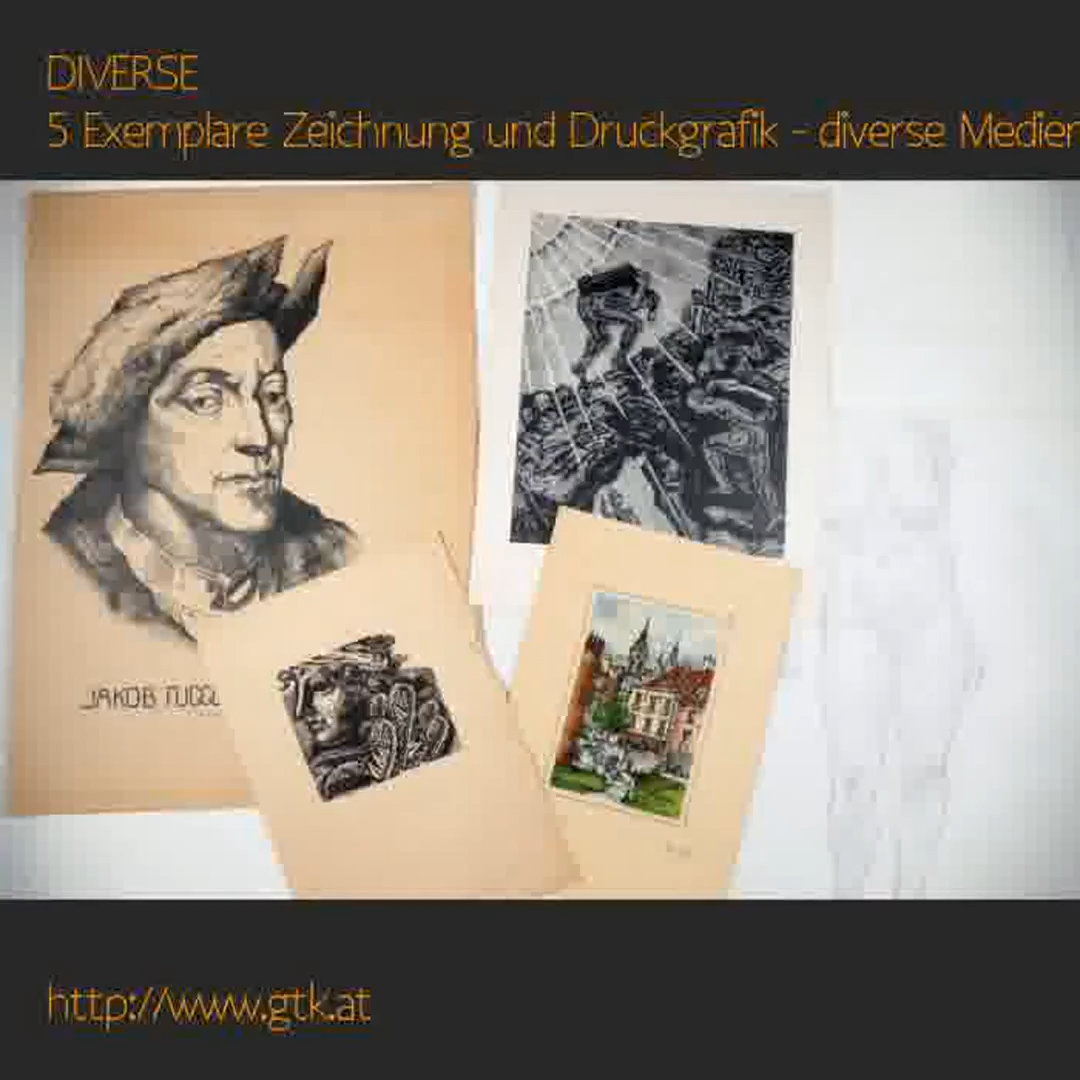 DIVERSE
5 Exemplare Zeichnung und Druckgrafik - diverse Medien
JAKOB
http://www.gtk.at